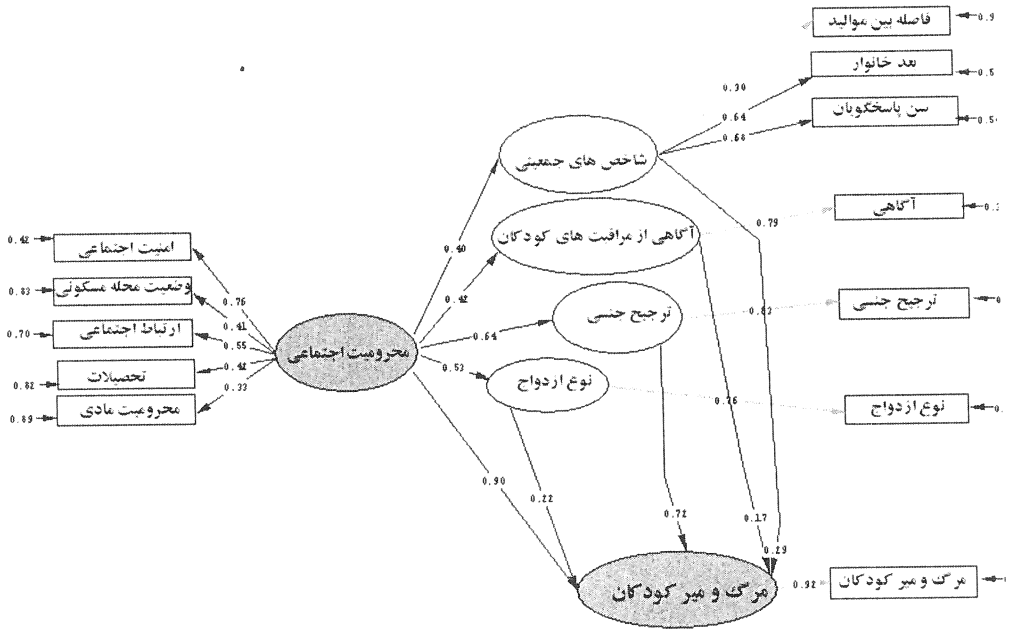 فاصله بین موالید
بعد خانوار
سن پاسخگویان
0.30
0.64
0.68
شاخص های جمعیتی
آگاهی
0.79
آگاهی از مراقبت های کودکان
0.40
0.42
امنیت اجتماعی
0.42
0.76
وضعیت محله مسکونی
0.83
0.41
ارتباط اجتماعی
0.70
0.55
تحصیلات
0.82
0.42
محرومیت مادی
0.89
0.33
محرومیت اجتماعی
ترجیح جنسی
0.64
0.82
ترجیح جنسی
نوع ازدواج
0.53
0.76
نوع ازدواج
0.90
0.22
0.72
0.17
0.29
مرگ و میر کودکان
0.92
مرگ و میر کودکان